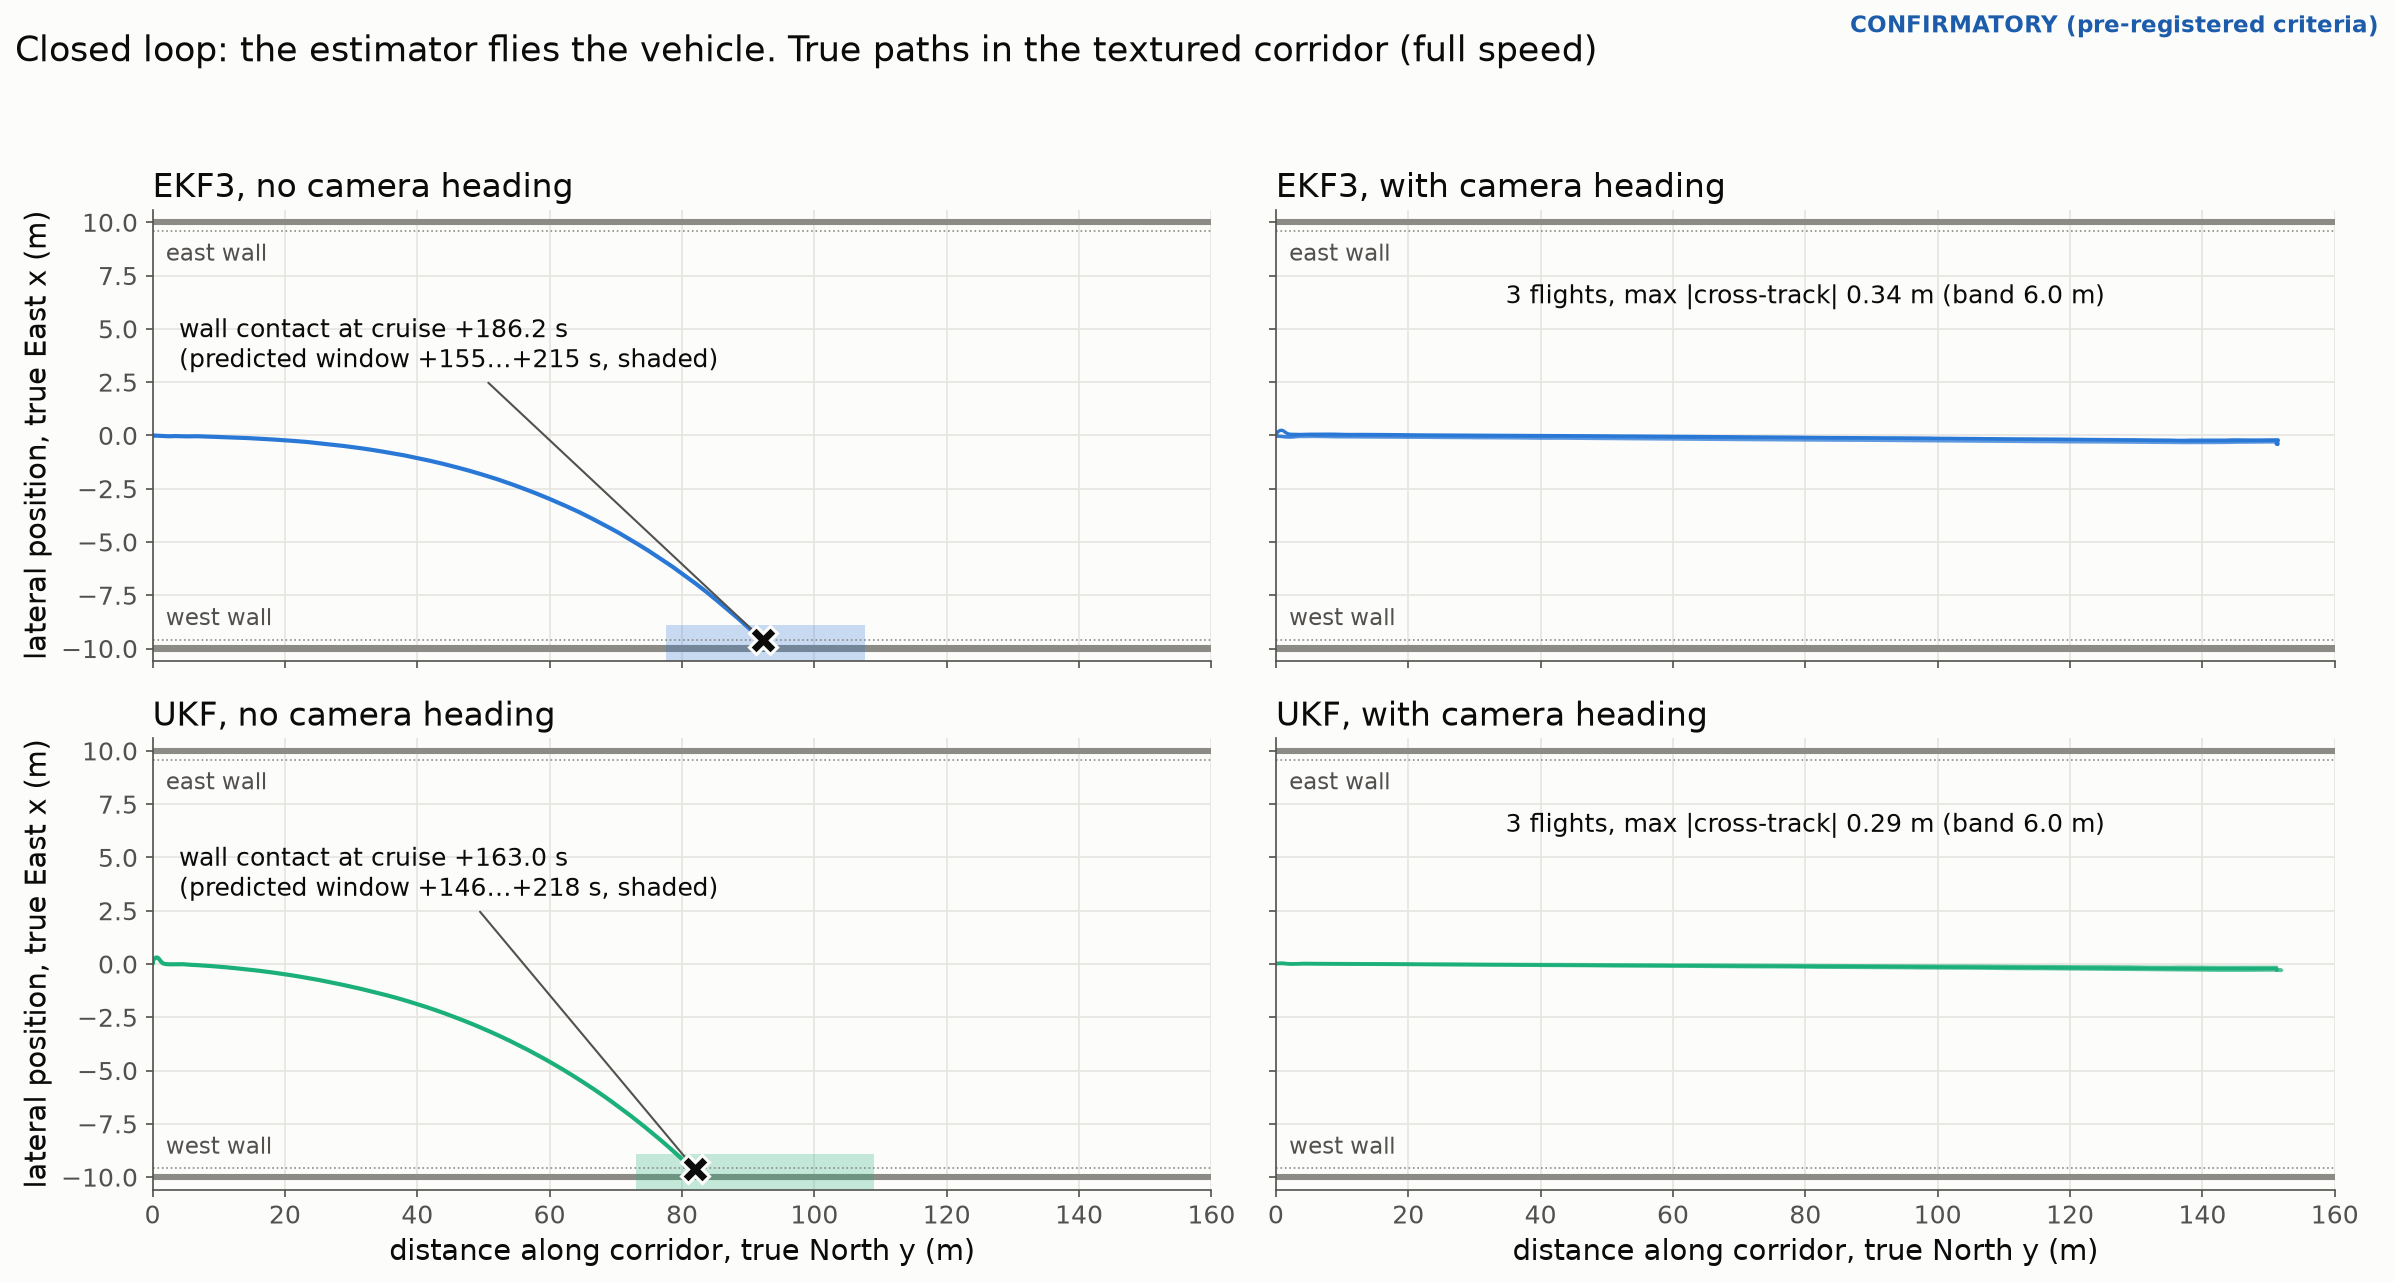 CONFIRMATORY (pre-registered criteria)
Closed loop: the estimator flies the vehicle. True paths in the textured corridor (full speed)
EKF3, no camera heading
lateral position, true East x (m)
10.0
7.5
5.0
2.5
0.0
−2.5
−5.0
−7.5
−10.0
east wall
wall contact at cruise +186.2 s
(predicted window +155…+215 s, shaded)
west wall
EKF3, with camera heading
east wall
3 flights, max |cross-track| 0.34 m (band 6.0 m)
west wall
UKF, no camera heading
lateral position, true East x (m)
10.0
7.5
5.0
2.5
0.0
−2.5
−5.0
−7.5
−10.0
east wall
wall contact at cruise +163.0 s
(predicted window +146…+218 s, shaded)
west wall
0 20 40 60 80 100 120 140 160
distance along corridor, true North y (m)
UKF, with camera heading
east wall
3 flights, max |cross-track| 0.29 m (band 6.0 m)
west wall
0 20 40 60 80 100 120 140 160
distance along corridor, true North y (m)